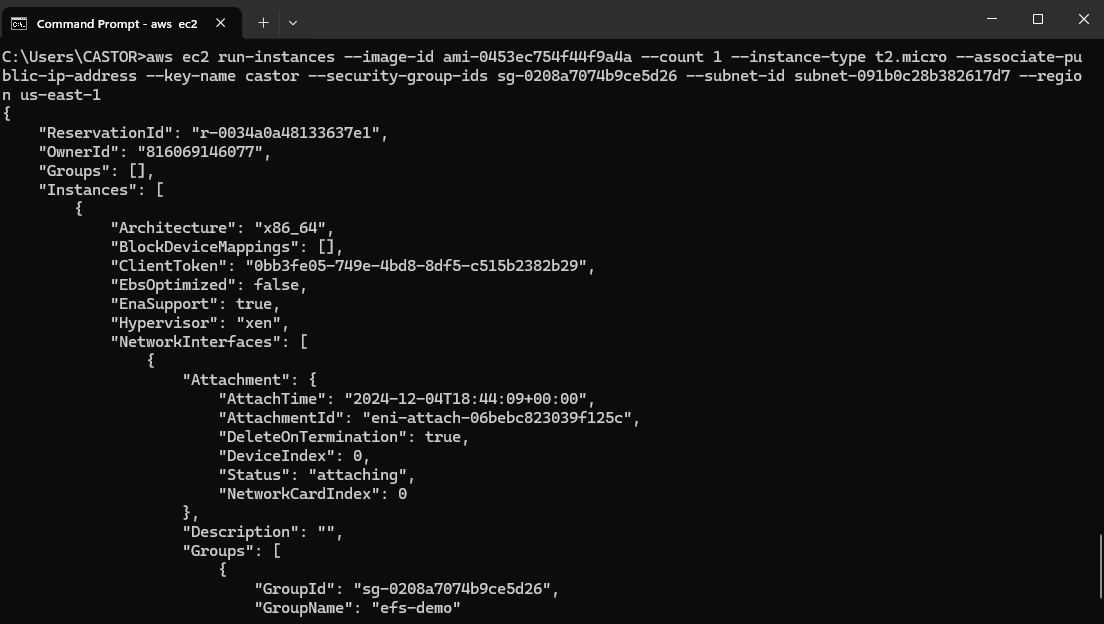 Command Prompt - aws ec2
C:\Users\CASTOR>aws ec2 run-instances --image-id ami-0453ec754f44f9a4a --count 1 --instance-type t2.micro --associate-pu
blic-ip-address --key-name castor --security-group-ids sg-0208a7074b9ce5d26 --subnet-id subnet-091b0c28b382617d7 --regio
n us-east-1
{
    "ReservationId": "r-0034a0a48133637e1",
    "OwnerId": "816069146077",
    "Groups": [],
    "Instances": [
        {
            "Architecture": "x86_64",
            "BlockDeviceMappings": [],
            "ClientToken": "0bb3fe05-749e-4bd8-8df5-c515b2382b29",
            "EbsOptimized": false,
            "EnaSupport": true,
            "Hypervisor": "xen",
            "NetworkInterfaces": [
                {
                    "Attachment": {
                        "AttachTime": "2024-12-04T18:44:09+00:00",
                        "AttachmentId": "eni-attach-06bebc823039f125c",
                        "DeleteOnTermination": true,
                        "DeviceIndex": 0,
                        "Status": "attaching",
                        "NetworkCardIndex": 0
                    },
                    "Description": "",
                    "Groups": [
                        {
                            "GroupId": "sg-0208a7074b9ce5d26",
                            "GroupName": "efs-demo"